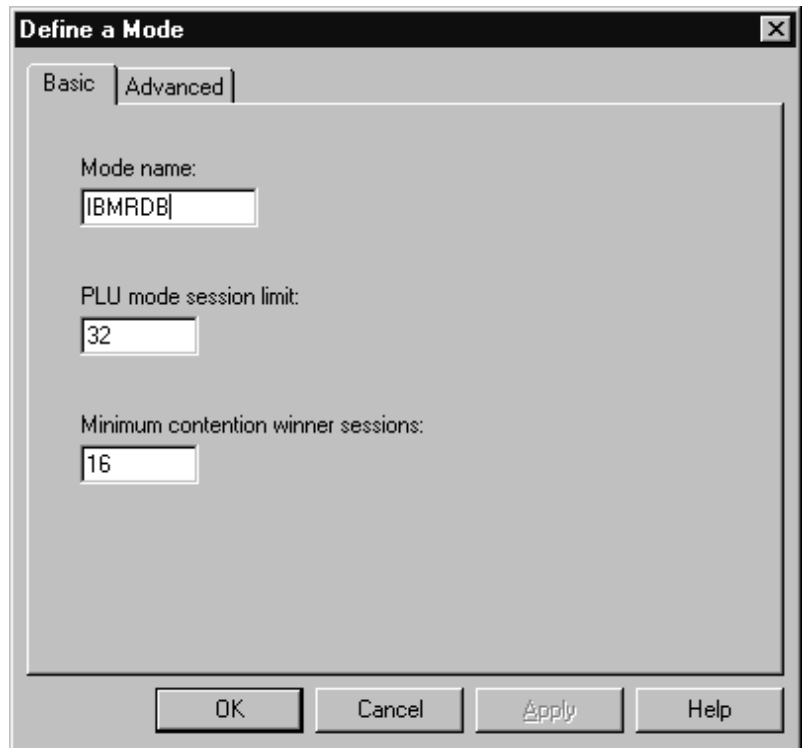 Define a Mode
Basic Advanced
Mode name:
IBMRDB
PLU mode session limit:
32
Minimum contention winner sessions:
16
OK Cancel Apply Help